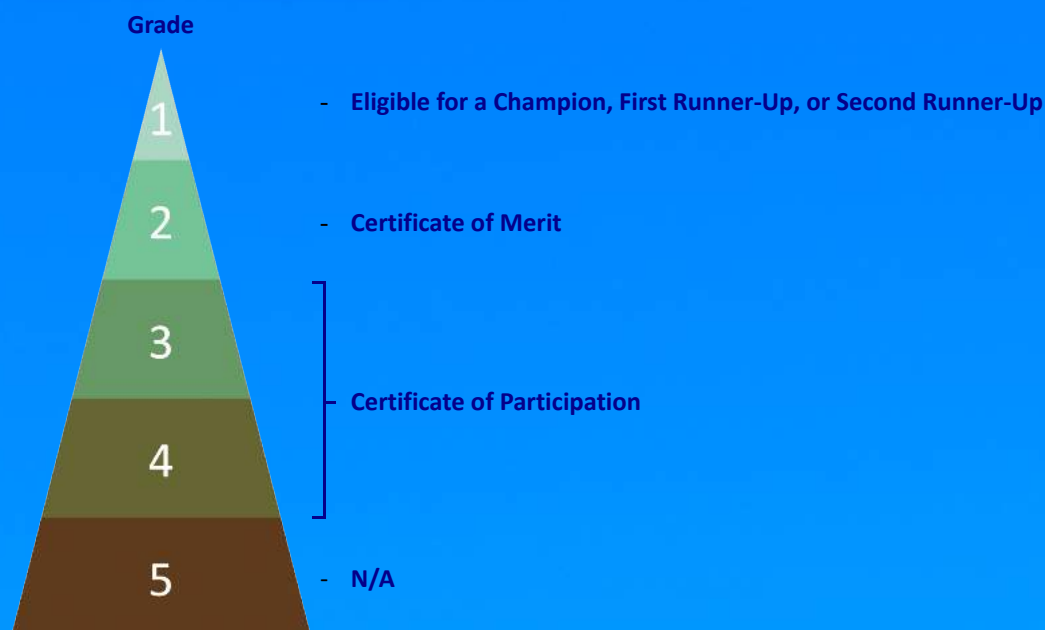 Grade
1
- Eligible for a Champion, First Runner-Up, or Second Runner-Up
2
- Certificate of Merit
3
- Certificate of Participation
4
5
- N/A